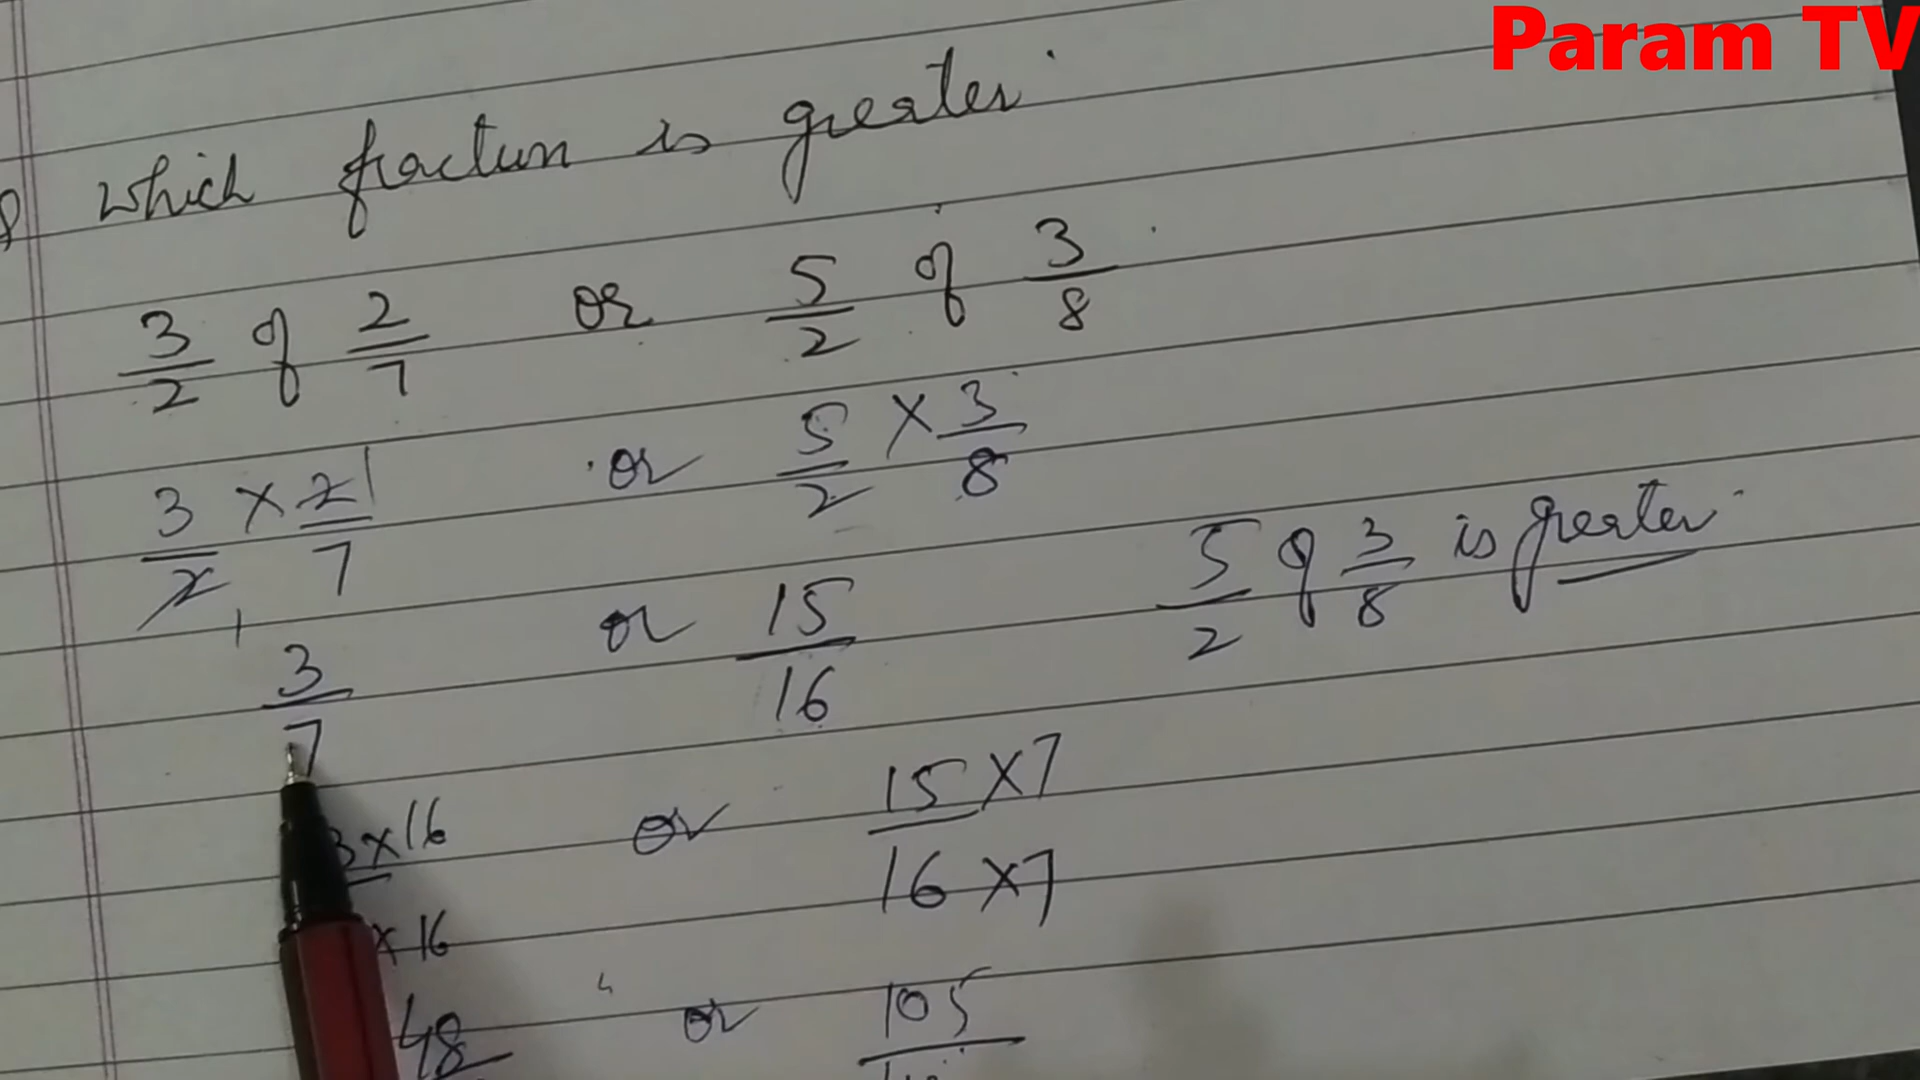 Param TV
Q Which fraction is greater.
3/2 of 2/7 or 5/2 of 3/8
3/2 × 2/7 1 or 5/2 × 3/8
1
3/7 or 15/16
5/2 of 3/8 is greater.
3×16 or 15×7
×16 16×7
48 or 105